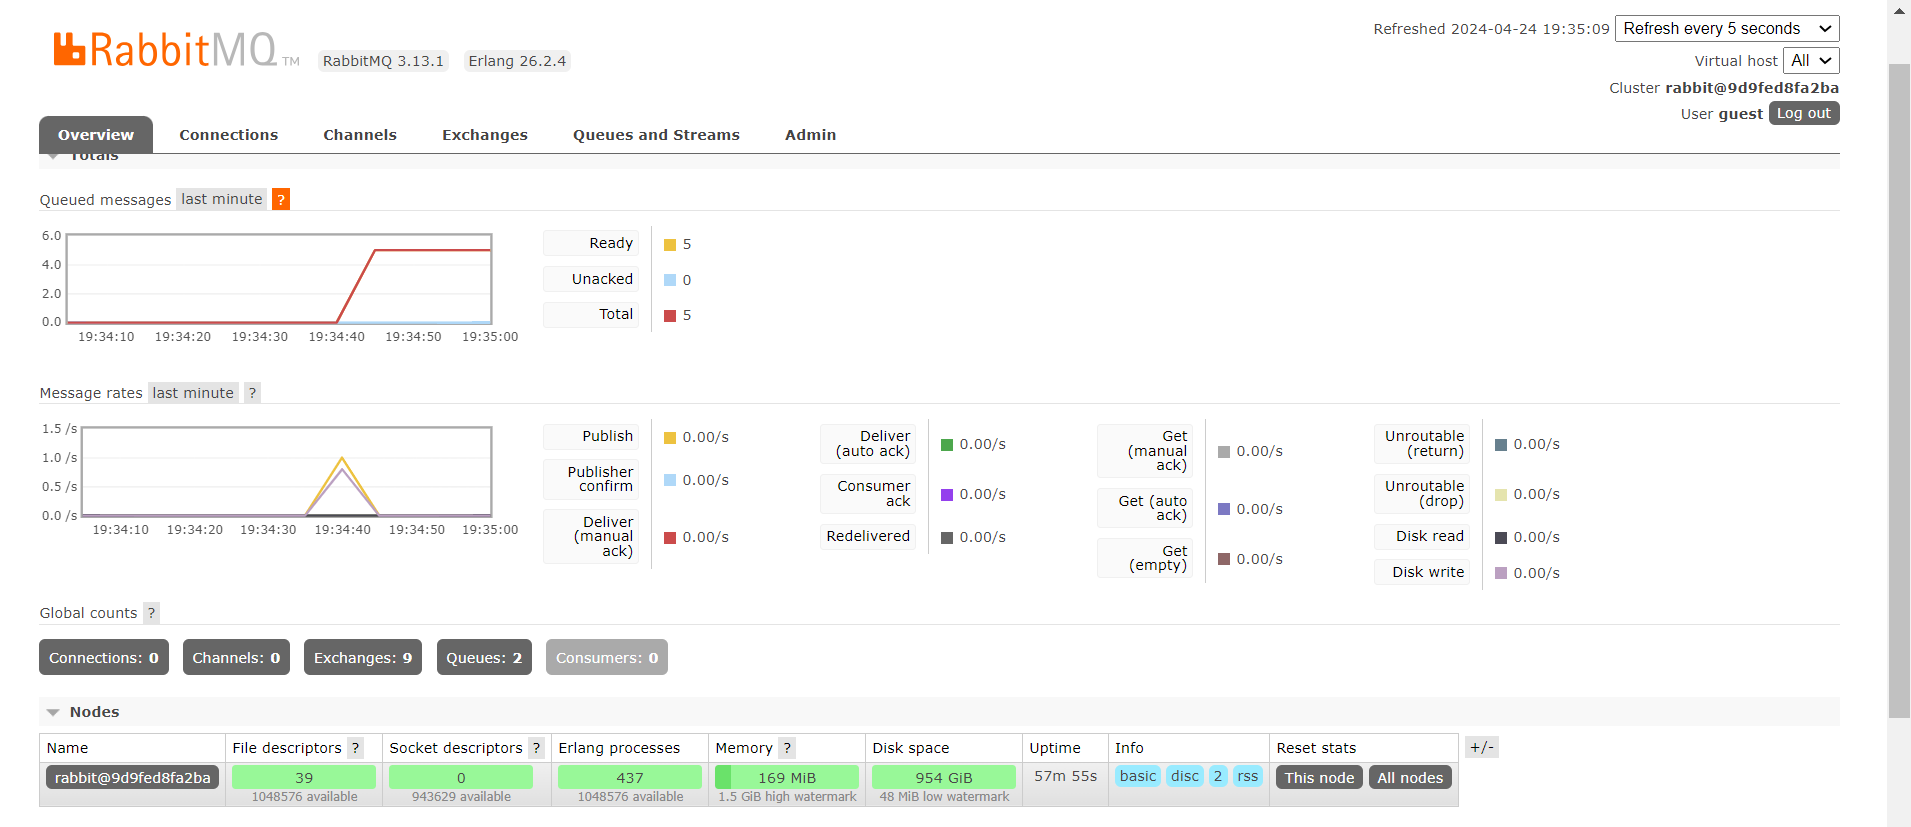 RabbitMQ TM
RabbitMQ 3.13.1 Erlang 26.2.4
Refreshed 2024-04-24 19:35:09 Refresh every 5 seconds
Virtual host All
Cluster rabbit@9d9fed8fa2ba
User guest Log out
Overview Connections Channels Exchanges Queues and Streams Admin
Totals
Queued messages last minute ?
6.0
4.0
2.0
0.0
19:34:10 19:34:20 19:34:30 19:34:40 19:34:50 19:35:00
Ready 5
Unacked 0
Total 5
Message rates last minute ?
1.5 /s
1.0 /s
0.5 /s
0.0 /s
19:34:10 19:34:20 19:34:30 19:34:40 19:34:50 19:35:00
Publish 0.00/s
Publisher
confirm 0.00/s
Deliver
(manual
ack) 0.00/s
Deliver
(auto ack) 0.00/s
Consumer
ack 0.00/s
Redelivered 0.00/s
Get
(manual
ack) 0.00/s
Get (auto
ack) 0.00/s
Get
(empty) 0.00/s
Unroutable
(return) 0.00/s
Unroutable
(drop) 0.00/s
Disk read 0.00/s
Disk write 0.00/s
Global counts ?
Connections: 0 Channels: 0 Exchanges: 9 Queues: 2 Consumers: 0
Nodes
Name File descriptors ? Socket descriptors ? Erlang processes Memory ? Disk space Uptime Info Reset stats +/-
rabbit@9d9fed8fa2ba 39 0 437 169 MiB 954 GiB 57m 55s basic disc 2 rss This node All nodes
1048576 available 943629 available 1048576 available 1.5 GiB high watermark 48 MiB low watermark